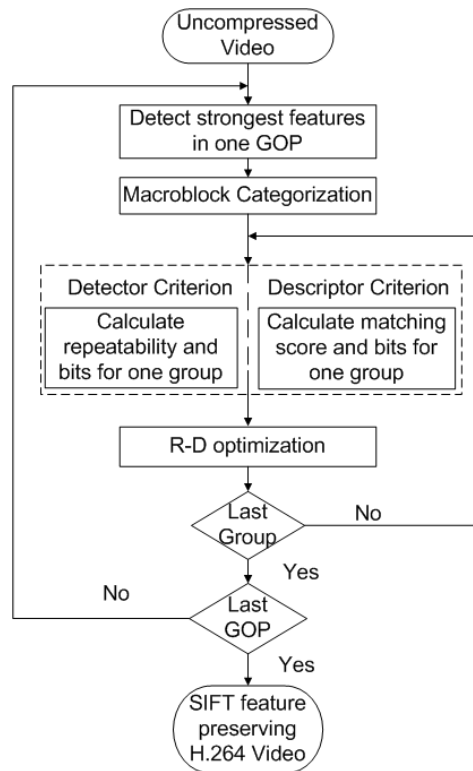 Uncompressed
Video
Detect strongest features
in one GOP
Macroblock Categorization
Detector Criterion
Calculate
repeatability and
bits for one group
Descriptor Criterion
Calculate matching
score and bits for
one group
R-D optimization
Last
Group
No
Yes
Last
GOP
No
Yes
SIFT feature
preserving
H.264 Video